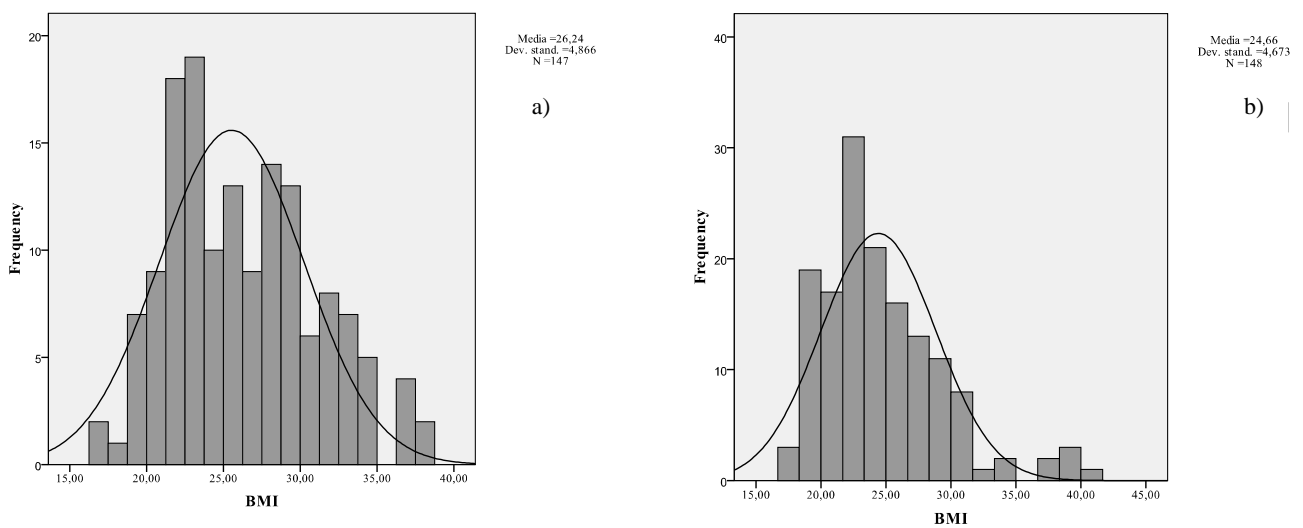 20
15
10
5
0
Frequency
15,00 20,00 25,00 30,00 35,00 40,00
BMI
Media =26,24
Dev. stand. =4,866
N =147
a)
40
30
20
10
0
Frequency
15,00 20,00 25,00 30,00 35,00 40,00 45,00
BMI
Media =24,66
Dev. stand. =4,673
N =148
b)